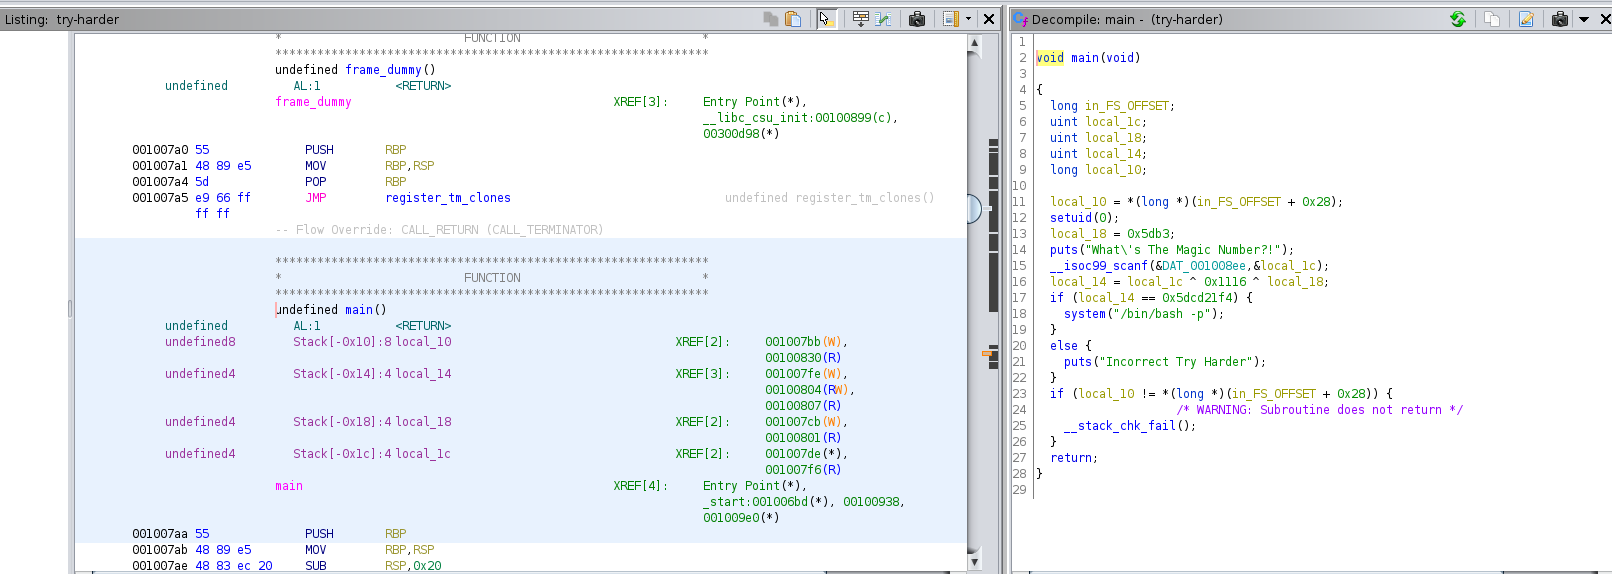 Listing: try-harder
* FUNCTION *
**************************************************************
undefined frame_dummy()
undefined AL:1 <RETURN>
frame_dummy XREF[3]: Entry Point(*),
__libc_csu_init:00100899(c),
00300d98(*)
001007a0 55 PUSH RBP
001007a1 48 89 e5 MOV RBP,RSP
001007a4 5d POP RBP
001007a5 e9 66 ff JMP register_tm_clones undefined register_tm_clones()
ff ff
-- Flow Override: CALL_RETURN (CALL_TERMINATOR)
**************************************************************
* FUNCTION *
**************************************************************
undefined main()
undefined AL:1 <RETURN>
undefined8 Stack[-0x10]:8 local_10 XREF[2]: 001007bb(W),
00100830(R)
undefined4 Stack[-0x14]:4 local_14 XREF[3]: 001007fe(W),
00100804(RW),
00100807(R)
undefined4 Stack[-0x18]:4 local_18 XREF[2]: 001007cb(W),
00100801(R)
undefined4 Stack[-0x1c]:4 local_1c XREF[2]: 001007de(*),
001007f6(R)
main XREF[4]: Entry Point(*),
_start:001006bd(*), 00100938,
001009e0(*)
001007aa 55 PUSH RBP
001007ab 48 89 e5 MOV RBP,RSP
001007ae 48 83 ec 20 SUB RSP,0x20
Decompile: main - (try-harder)
1
2 void main(void)
3
4 {
5 long in_FS_OFFSET;
6 uint local_1c;
7 uint local_18;
8 uint local_14;
9 long local_10;
10
11 local_10 = *(long *)(in_FS_OFFSET + 0x28);
12 setuid(0);
13 local_18 = 0x5db3;
14 puts("What\'s The Magic Number?!");
15 __isoc99_scanf(&DAT_001008ee,&local_1c);
16 local_14 = local_1c ^ 0x1116 ^ local_18;
17 if (local_14 == 0x5dcd21f4) {
18 system("/bin/bash -p");
19 }
20 else {
21 puts("Incorrect Try Harder");
22 }
23 if (local_10 != *(long *)(in_FS_OFFSET + 0x28)) {
24 /* WARNING: Subroutine does not return */
25 __stack_chk_fail();
26 }
27 return;
28 }
29